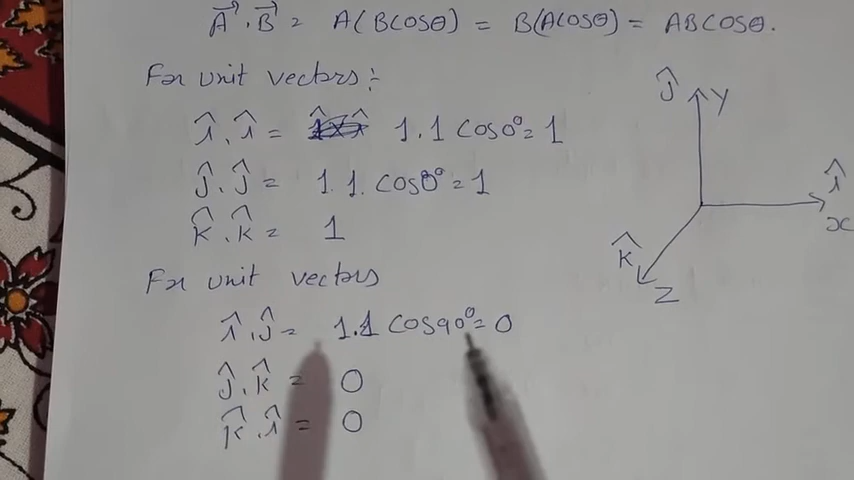 A⃗ . B⃗ = A(Bcosθ) = B(Acosθ) = ABcosθ.
For unit vectors:-
î . î = 1.1 cos0° = 1
ĵ . ĵ = 1.1. cos0° = 1
k̂ . k̂ = 1
For unit vectors
î . ĵ = 1.1 cos90° = 0
ĵ . k̂ = 0
k̂ . î = 0
ĵ Y
î
x
k̂
Z